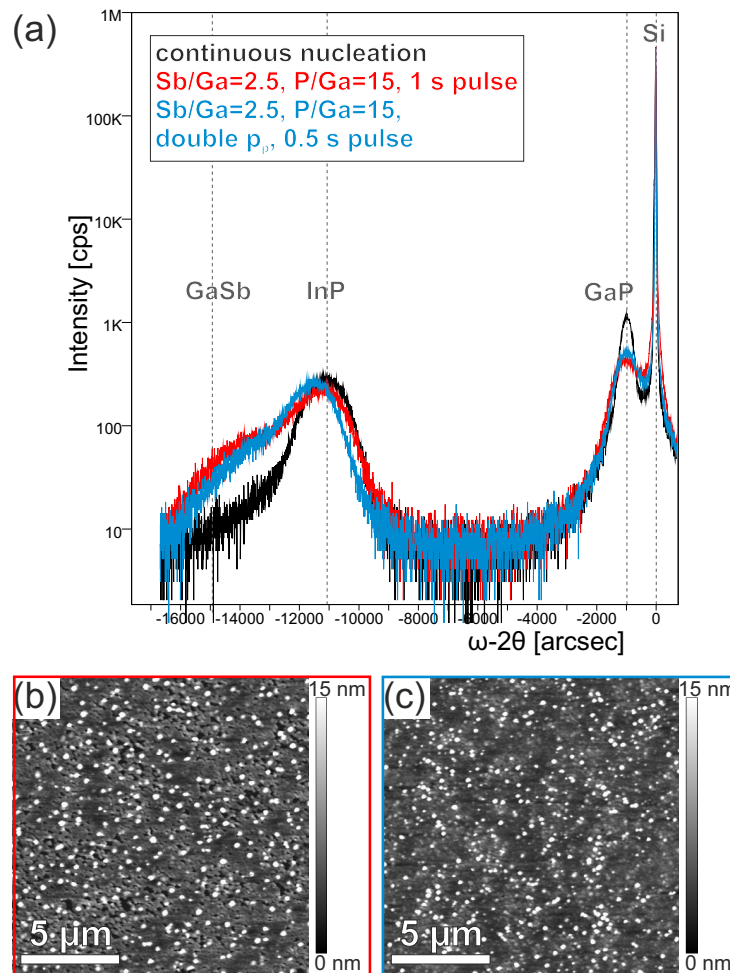 (a)
1M
Si
continuous nucleation
Sb/Ga=2.5, P/Ga=15, 1 s pulse
Sb/Ga=2.5, P/Ga=15,
double pₚ, 0.5 s pulse
100K
10K
Intensity [cps]
GaSb InP GaP
1K
100
10
-16000 -14000 -12000 -10000 -8000 -6000 -4000 -2000 0
ω-2θ [arcsec]
(b) 15 nm (c) 15 nm
5 µm 0 nm 5 µm 0 nm